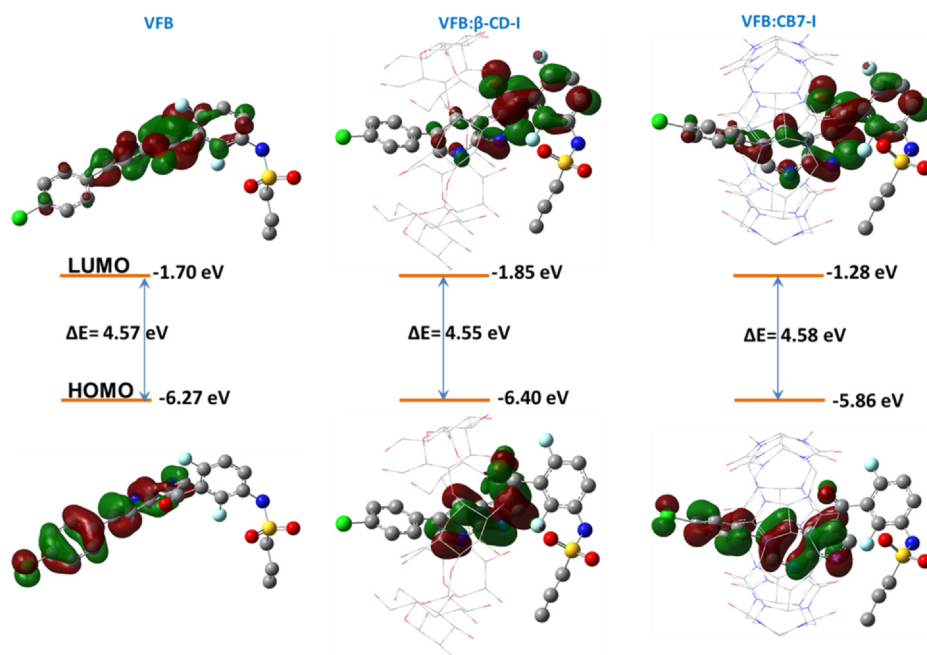 VFB VFB:β-CD-I VFB:CB7-I
LUMO -1.70 eV -1.85 eV -1.28 eV
ΔE= 4.57 eV ΔE= 4.55 eV ΔE= 4.58 eV
HOMO -6.27 eV -6.40 eV -5.86 eV